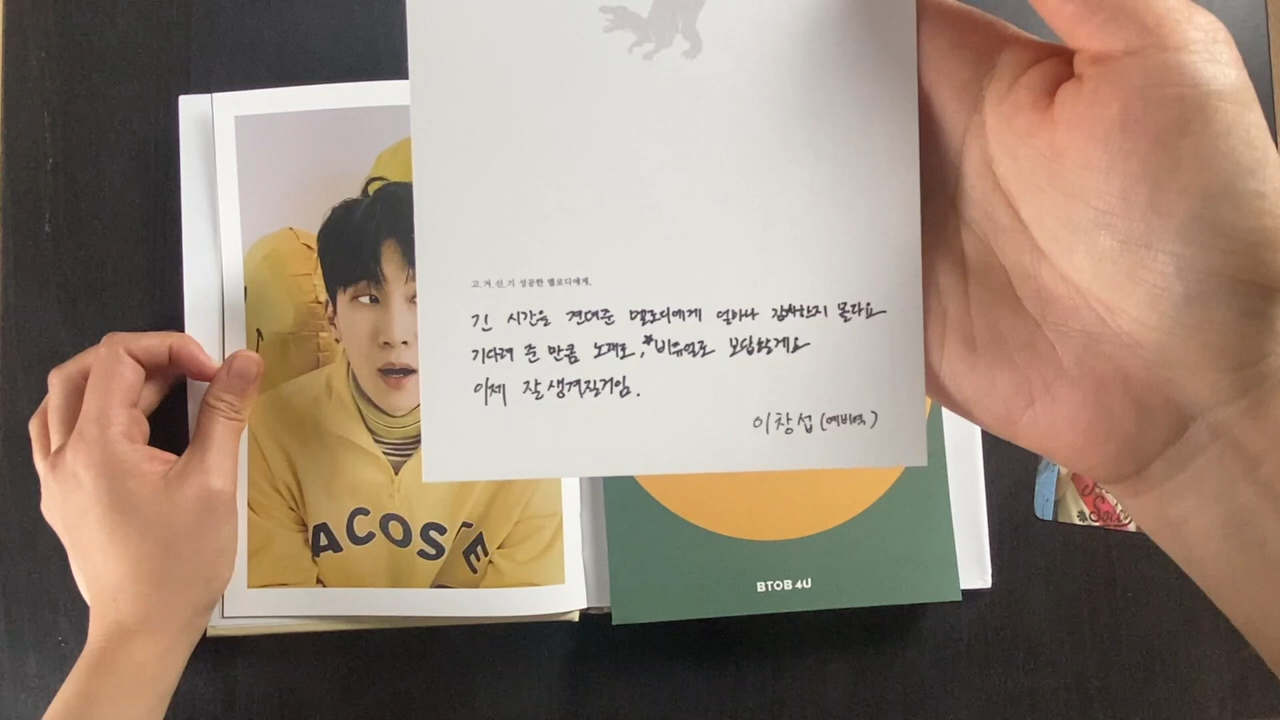 고.거.신.기 성공한 멜로디에게.
긴 시간을 견뎌준 멜로디에게 얼마나 감사한지 몰라요
기다려 준 만큼 노래로, *비유얼로 보답할게요
이제 잘생겨질거임.
이창섭 (예비역)
ACOSTE
BTOB 4U